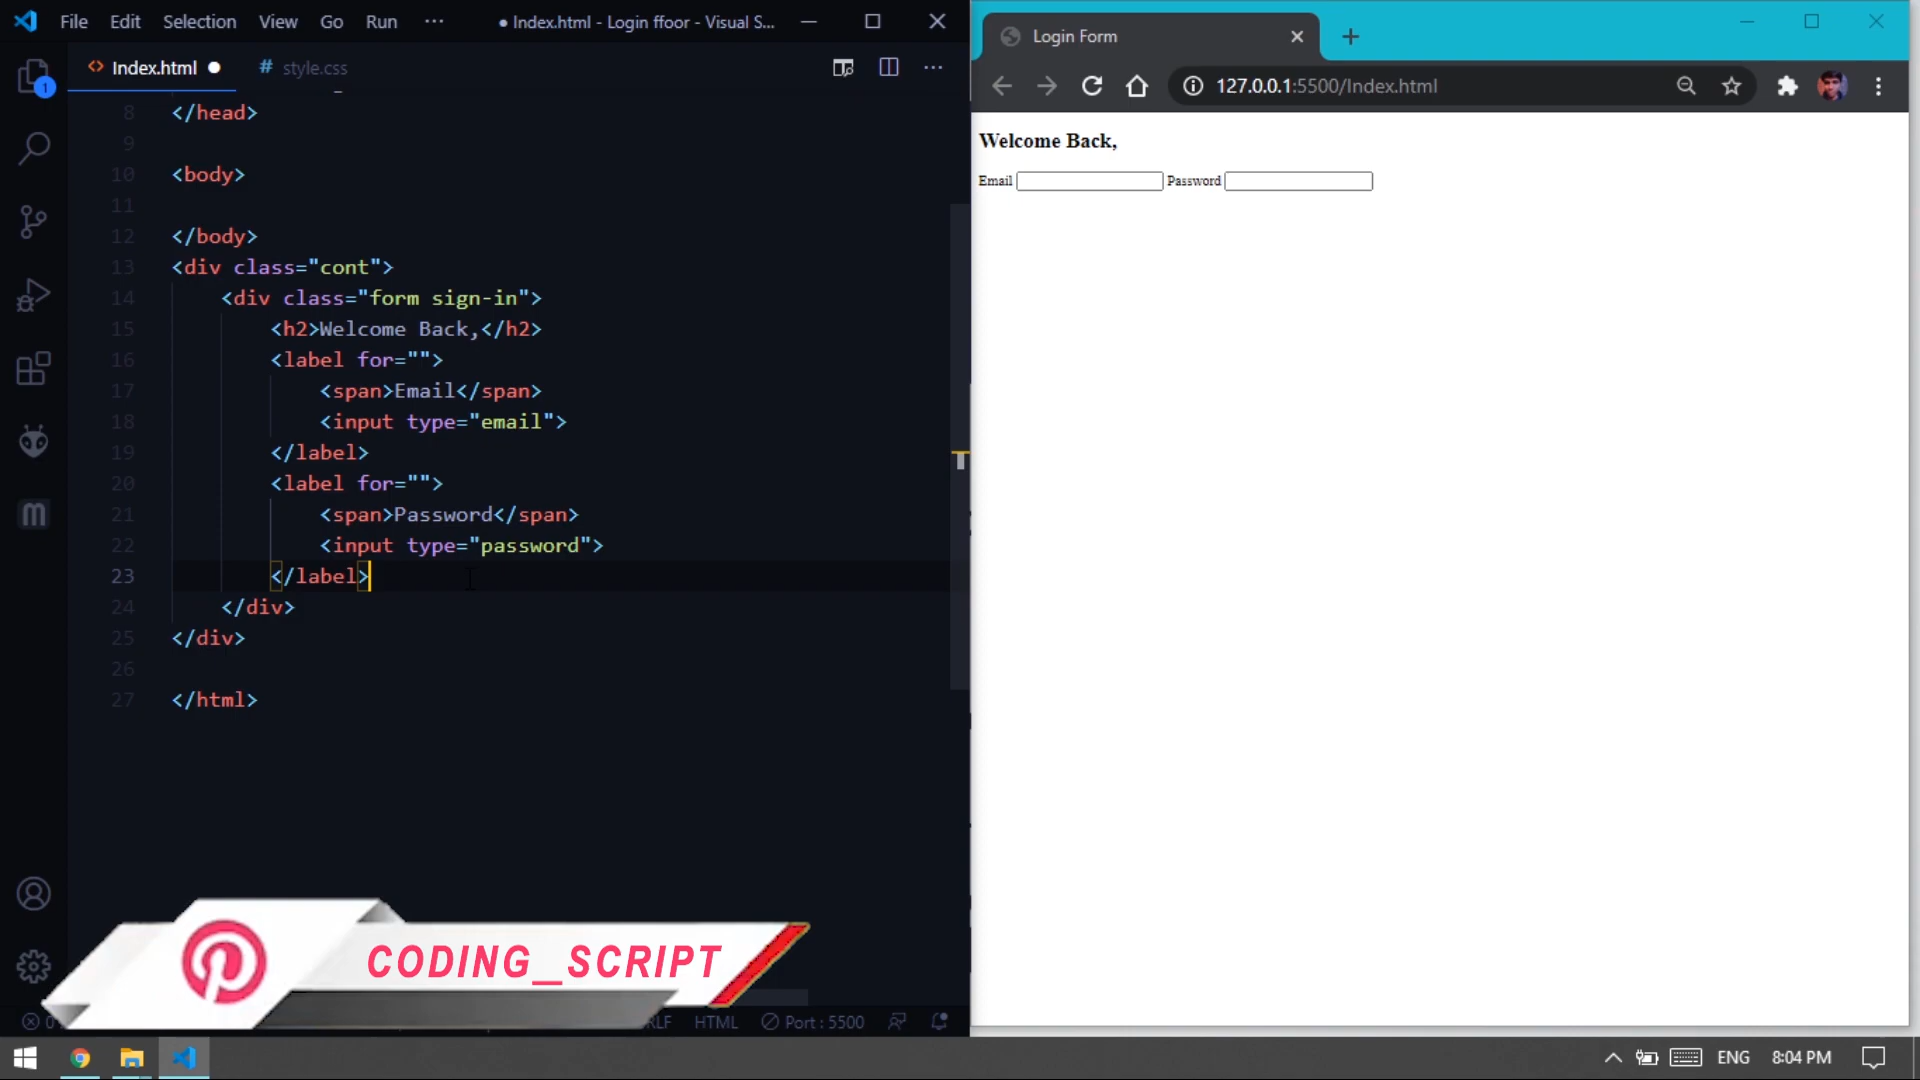 File Edit Selection View Go Run ···
● Index.html - Login ffoor - Visual S...
Index.html ●
# style.css
1
8 </head>
9
10 <body>
11
12 </body>
13 <div class="cont">
14 <div class="form sign-in">
15 <h2>Welcome Back,</h2>
16 <label for="">
17 <span>Email</span>
18 <input type="email">
19 </label>
20 <label for="">
21 <span>Password</span>
22 <input type="password">
23 </label>
24 </div>
25 </div>
26
27 </html>
CODING_SCRIPT
0
RLF HTML Port : 5500
Login Form
127.0.0.1:5500/Index.html
Welcome Back,
Email Password
ENG 8:04 PM